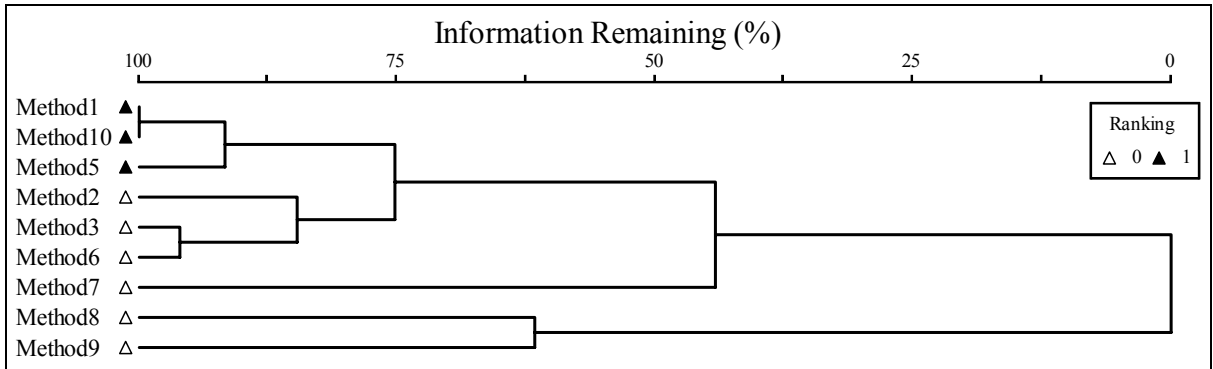 Information Remaining (%)
100 75 50 25 0
Method1
Method10
Method5
Method2
Method3
Method6
Method7
Method8
Method9
Ranking
0 1